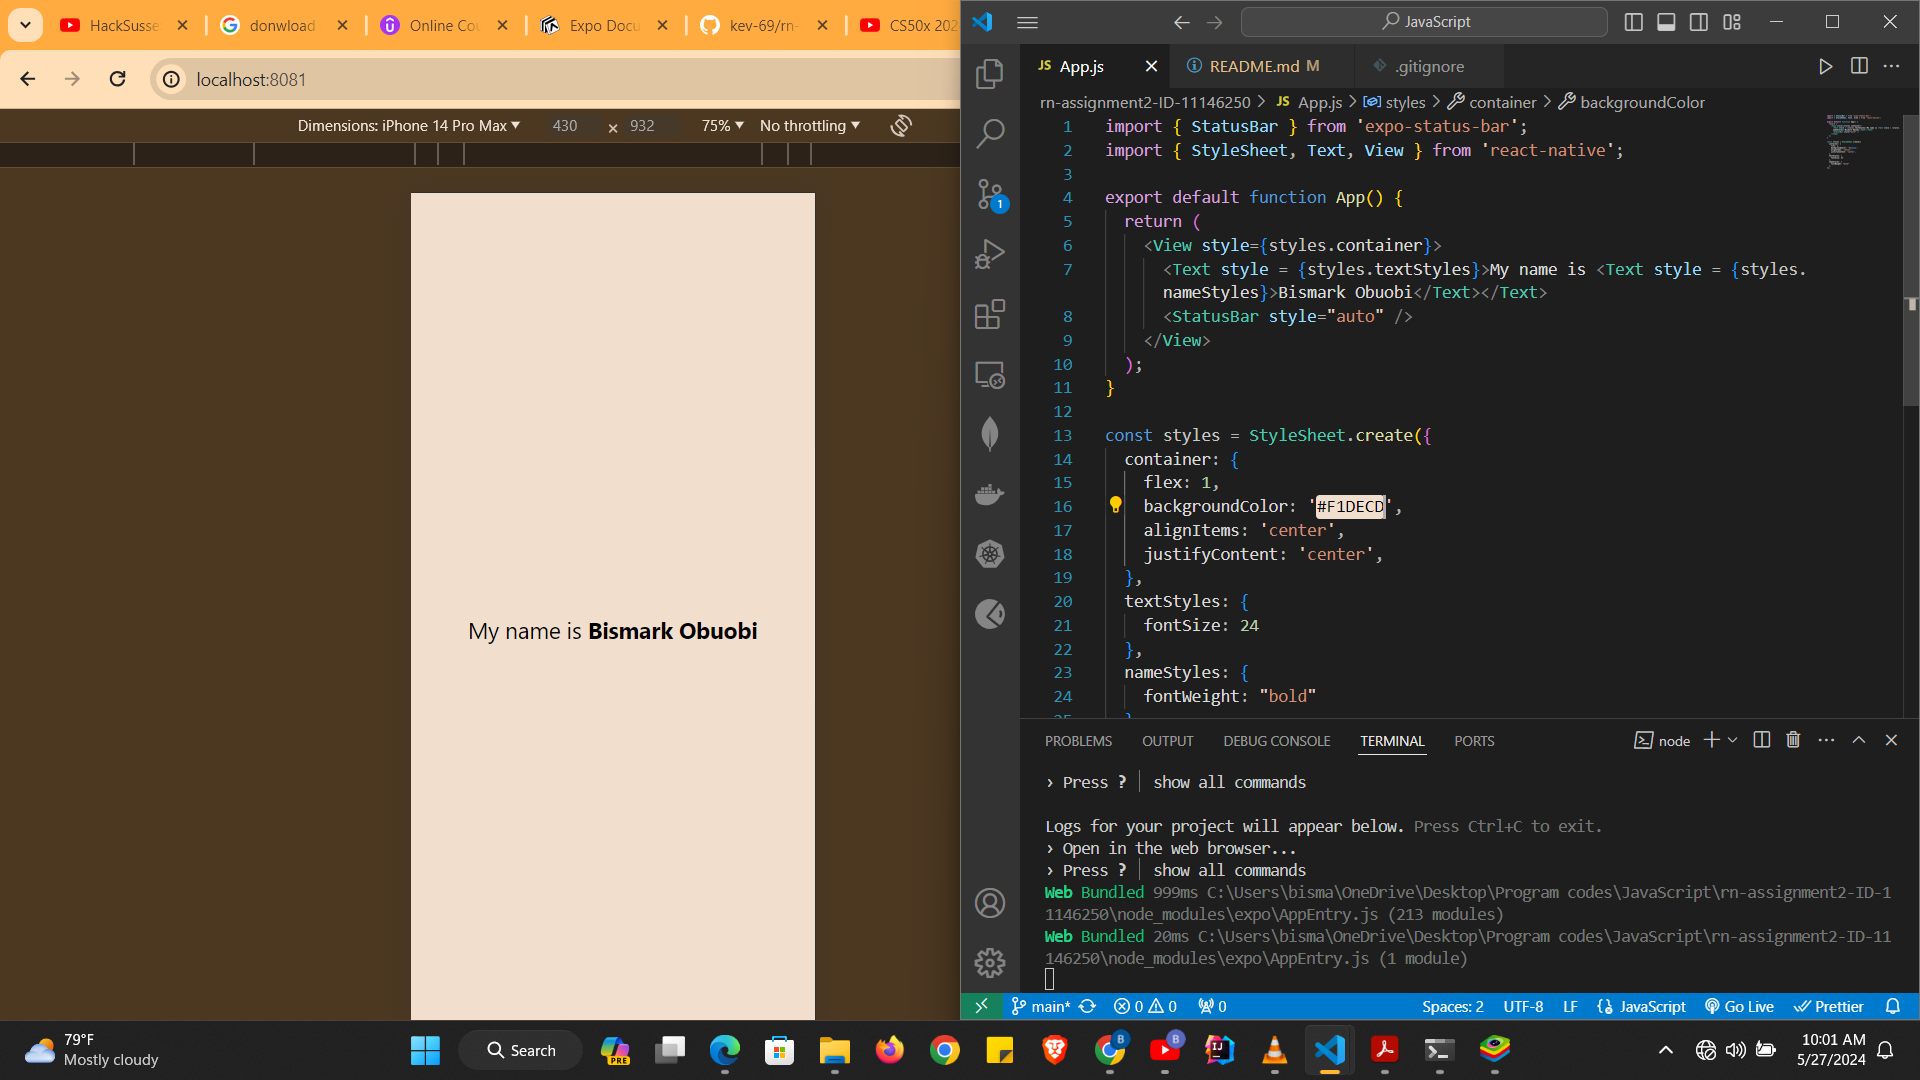 HackSusse
donwload
Online Cou
Expo Docu
kev-69/rn-
CS50x 202
localhost:8081
Dimensions: iPhone 14 Pro Max 430 × 932 75% No throttling
My name is Bismark Obuobi
JavaScript
JS App.js
README.md M
.gitignore
rn-assignment2-ID-11146250 > JS App.js > styles > container > backgroundColor
1 import { StatusBar } from 'expo-status-bar';
2 import { StyleSheet, Text, View } from 'react-native';
3
4 export default function App() {
5 return (
6 <View style={styles.container}>
7 <Text style = {styles.textStyles}>My name is <Text style = {styles.
nameStyles}>Bismark Obuobi</Text></Text>
8 <StatusBar style="auto" />
9 </View>
10 );
11 }
12
13 const styles = StyleSheet.create({
14 container: {
15 flex: 1,
16 backgroundColor: '#F1DECD',
17 alignItems: 'center',
18 justifyContent: 'center',
19 },
20 textStyles: {
21 fontSize: 24
22 },
23 nameStyles: {
24 fontWeight: "bold"
25 }
1
PROBLEMS OUTPUT DEBUG CONSOLE TERMINAL PORTS
node
› Press ? │ show all commands
Logs for your project will appear below. Press Ctrl+C to exit.
› Open in the web browser...
› Press ? │ show all commands
Web Bundled 999ms C:\Users\bisma\OneDrive\Desktop\Program codes\JavaScript\rn-assignment2-ID-1
1146250\node_modules\expo\AppEntry.js (213 modules)
Web Bundled 20ms C:\Users\bisma\OneDrive\Desktop\Program codes\JavaScript\rn-assignment2-ID-11
146250\node_modules\expo\AppEntry.js (1 module)
main* 0 0 0 Spaces: 2 UTF-8 LF {} JavaScript Go Live Prettier
79°F
Mostly cloudy
Search
PRE
B
B
10:01 AM
5/27/2024